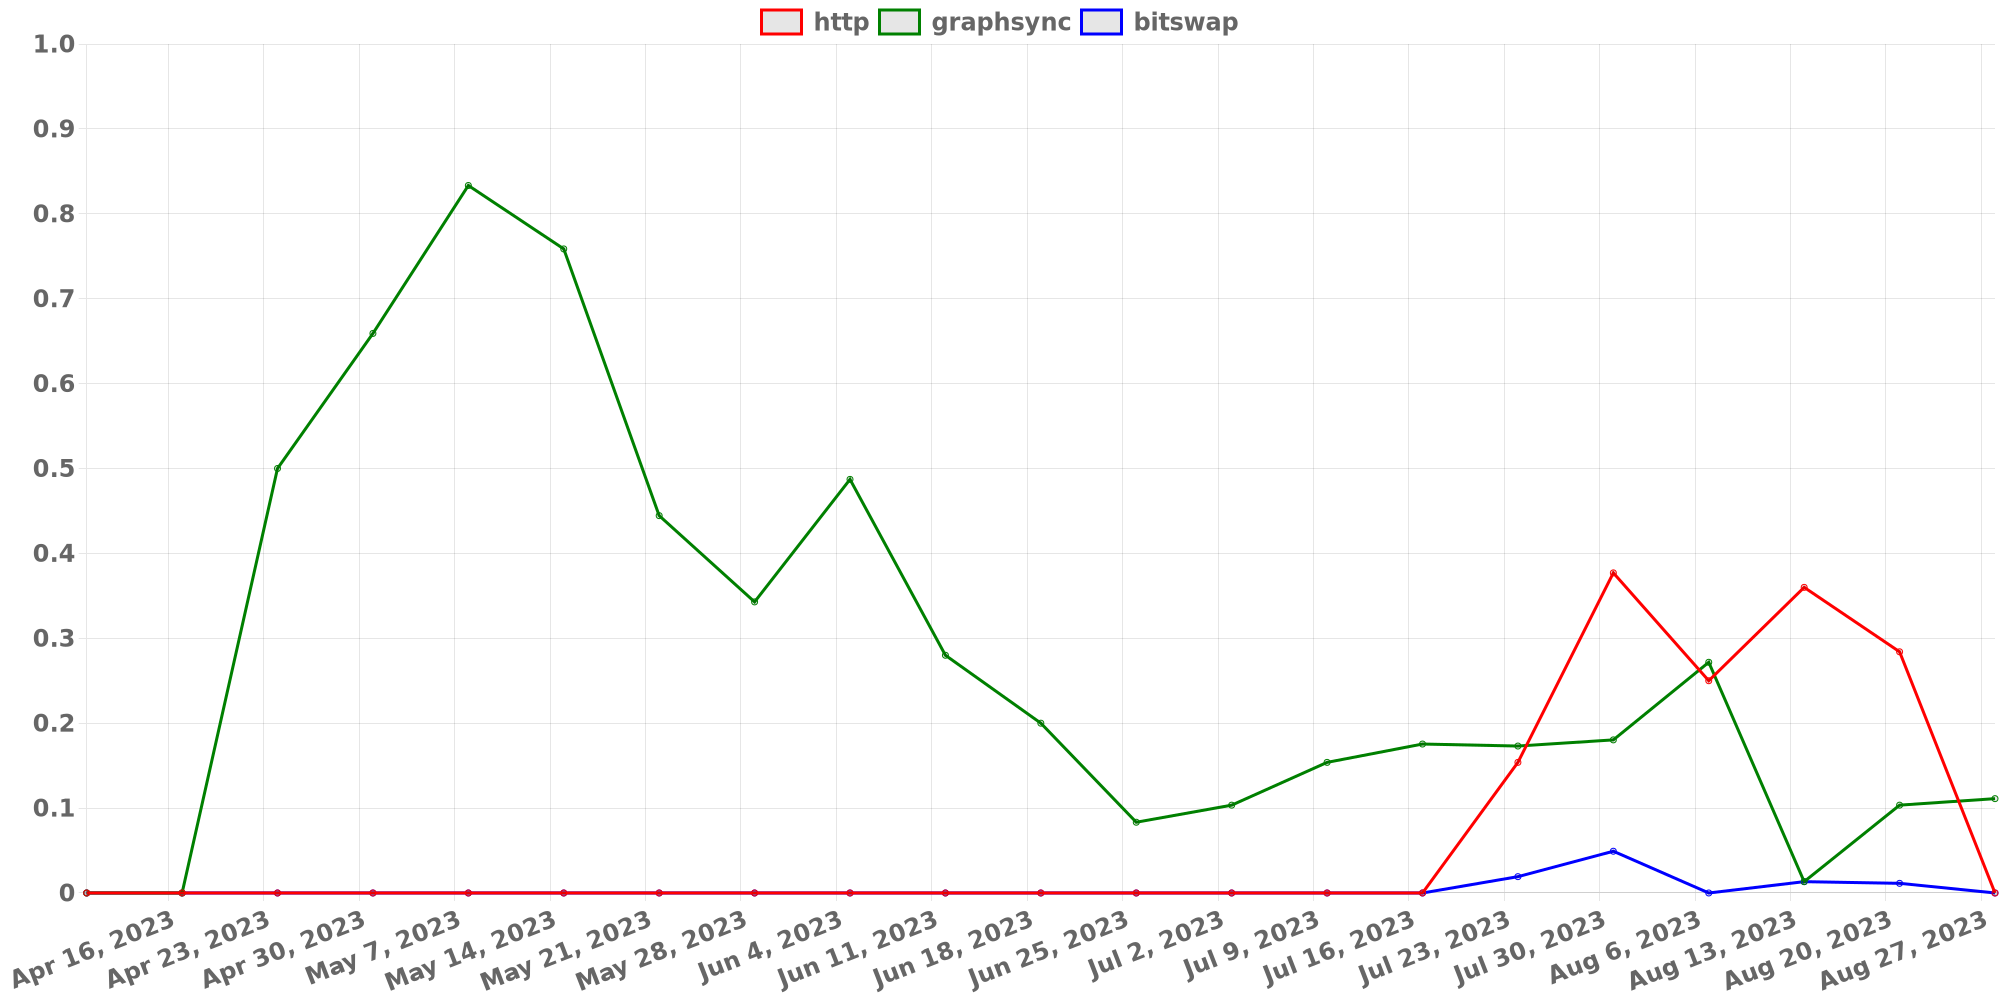 http graphsync bitswap
1.0
0.9
0.8
0.7
0.6
0.5
0.4
0.3
0.2
0.1
0
Apr 16, 2023
Apr 23, 2023
Apr 30, 2023
May 7, 2023
May 14, 2023
May 21, 2023
May 28, 2023
Jun 4, 2023
Jun 11, 2023
Jun 18, 2023
Jun 25, 2023
Jul 2, 2023
Jul 9, 2023
Jul 16, 2023
Jul 23, 2023
Jul 30, 2023
Aug 6, 2023
Aug 13, 2023
Aug 20, 2023
Aug 27, 2023